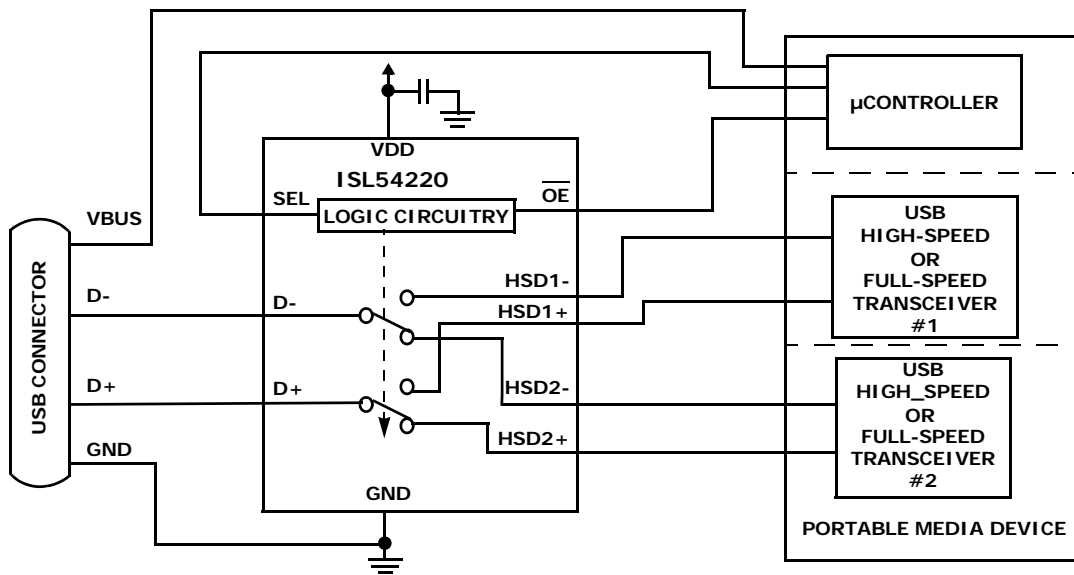 µCONTROLLER
VDD
ISL54220
SEL
LOGIC CIRCUITRY
OE
VBUS
USB CONNECTOR
D-
D-
D+
D+
GND
GND
HSD1-
HSD1+
HSD2-
HSD2+
USB
HIGH-SPEED
OR
FULL-SPEED
TRANSCEIVER
#1
USB
HIGH_SPEED
OR
FULL-SPEED
TRANSCEIVER
#2
PORTABLE MEDIA DEVICE